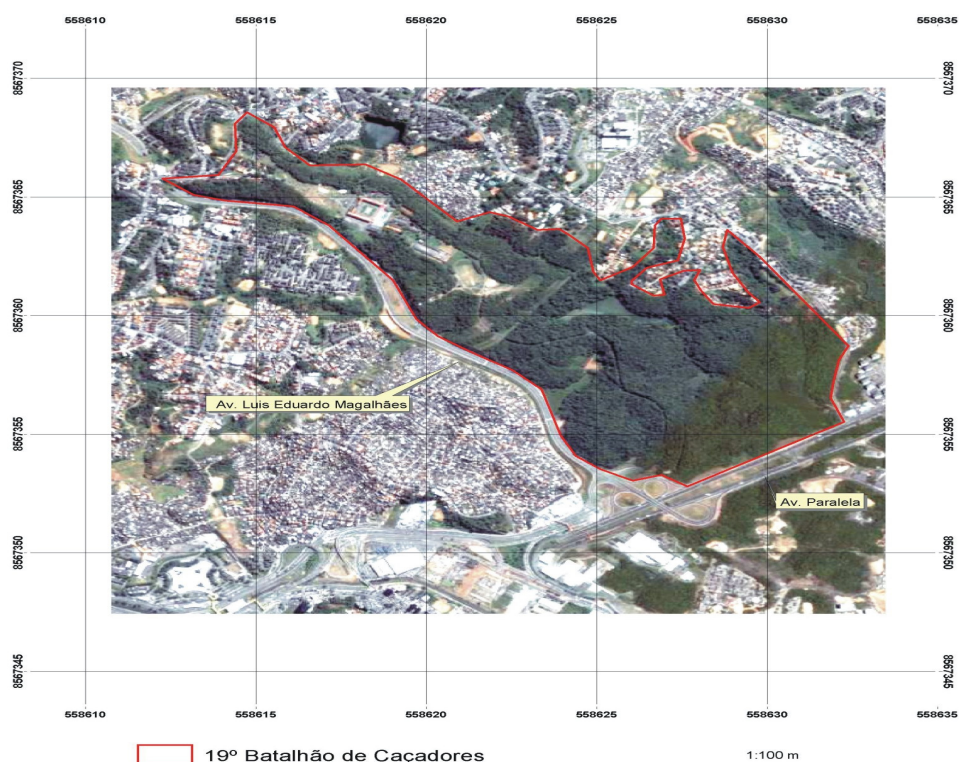 558610 558615 558620 558625 558630 558635
8567370 8567370
8567365 8567365
8567360 8567360
Av. Luis Eduardo Magalhães
8567355 8567355
Av. Paralela
8567350 8567350
8567345 8567345
558610 558615 558620 558625 558630 558635
19º Batalhão de Caçadores 1:100 m